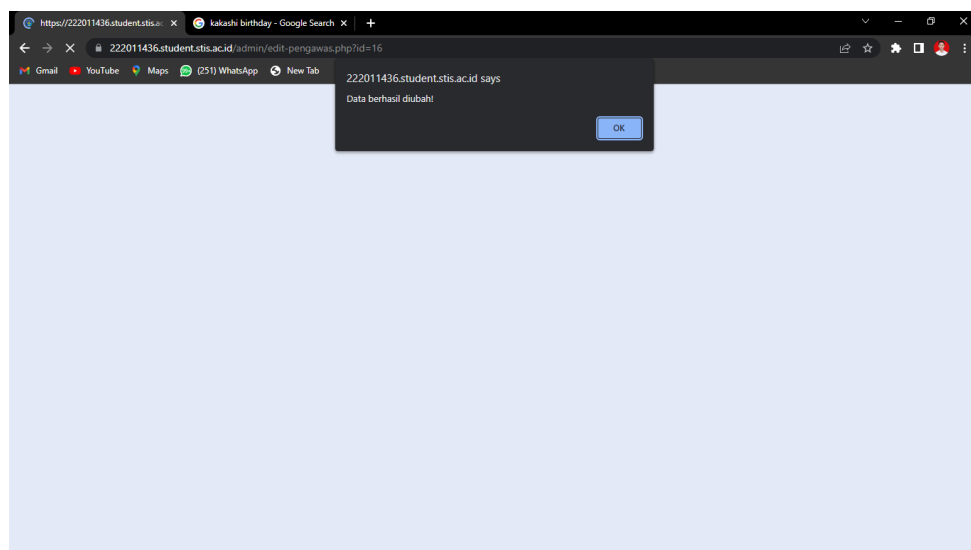 https://222011436.student.stis.ac
kakashi birthday - Google Search
222011436.student.stis.ac.id/admin/edit-pengawas.php?id=16
Gmail
YouTube
Maps
(251) WhatsApp
New Tab
222011436.student.stis.ac.id says
Data berhasil diubah!
OK